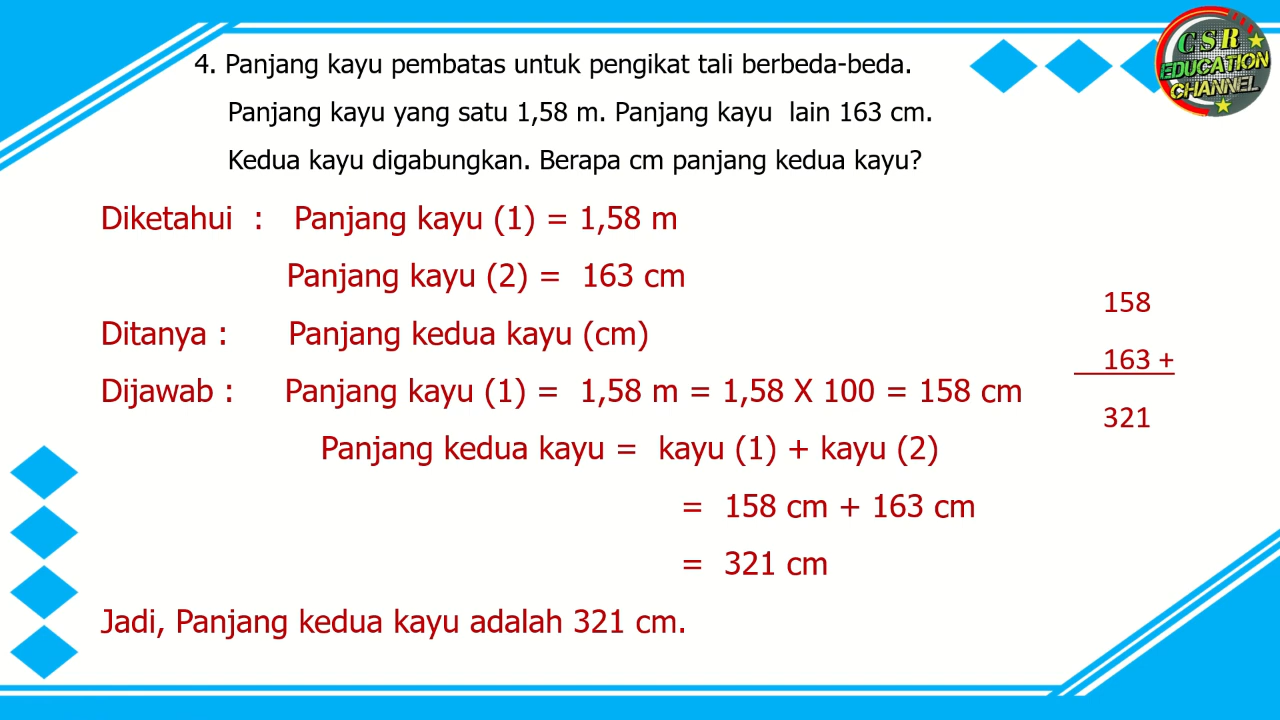 CSR
EDUCATION
CHANNEL
4. Panjang kayu pembatas untuk pengikat tali berbeda-beda.
Panjang kayu yang satu 1,58 m. Panjang kayu lain 163 cm.
Kedua kayu digabungkan. Berapa cm panjang kedua kayu?
Diketahui : Panjang kayu (1) = 1,58 m
Panjang kayu (2) = 163 cm
Ditanya : Panjang kedua kayu (cm)
Dijawab : Panjang kayu (1) = 1,58 m = 1,58 X 100 = 158 cm
Panjang kedua kayu = kayu (1) + kayu (2)
= 158 cm + 163 cm
= 321 cm
Jadi, Panjang kedua kayu adalah 321 cm.
158
163 +
321